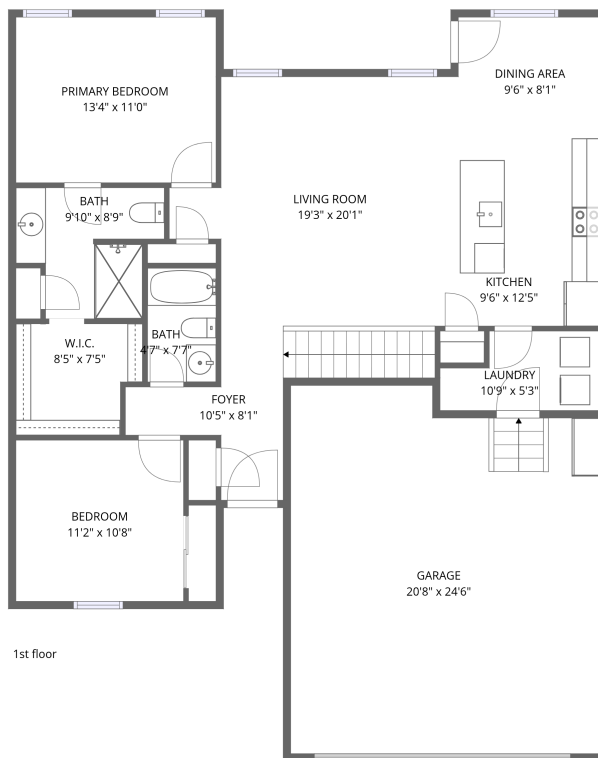 PRIMARY BEDROOM
13'4" x 11'0"
DINING AREA
9'6" x 8'1"
BATH
9'10" x 8'9"
LIVING ROOM
19'3" x 20'1"
KITCHEN
9'6" x 12'5"
W.I.C.
8'5" x 7'5"
BATH
4'7" x 7'7"
LAUNDRY
10'9" x 5'3"
FOYER
10'5" x 8'1"
BEDROOM
11'2" x 10'8"
GARAGE
20'8" x 24'6"
1st floor